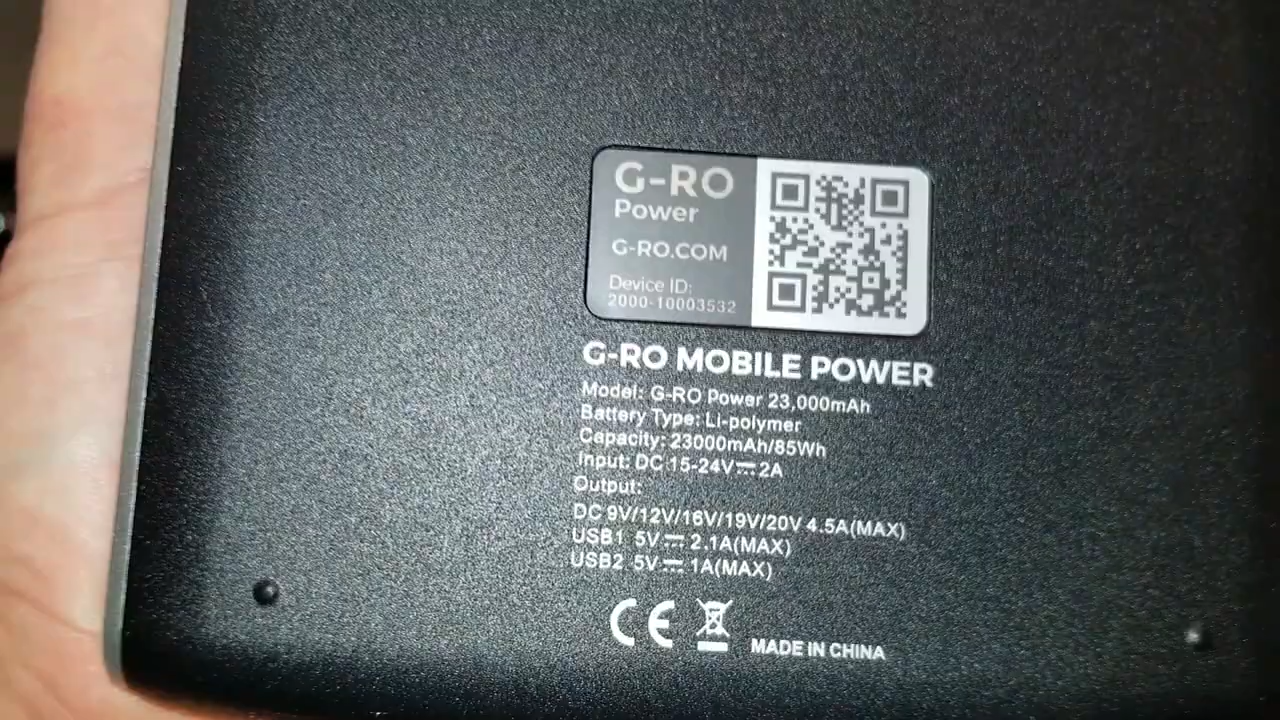 G-RO
Power
G-RO.COM
Device ID:
2000-10003532
G-RO MOBILE POWER
Model: G-RO Power 23,000mAh
Battery Type: Li-polymer
Capacity: 23000mAh/85Wh
Input: DC 15-24V⎓2A
Output:
DC 9V/12V/16V/19V/20V 4.5A(MAX)
USB1 5V⎓2.1A(MAX)
USB2 5V⎓1A(MAX)
CE
MADE IN CHINA